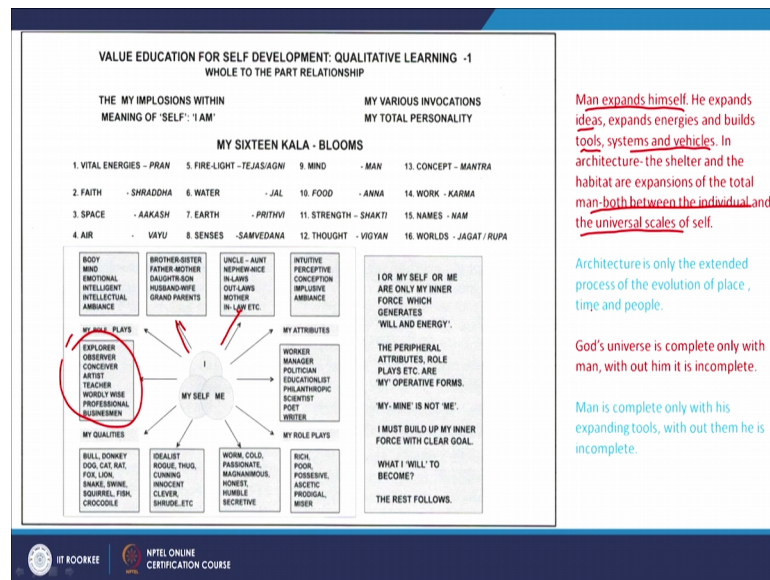 VALUE EDUCATION FOR SELF DEVELOPMENT: QUALITATIVE LEARNING -1
WHOLE TO THE PART RELATIONSHIP
THE MY IMPLOSIONS WITHIN
MEANING OF 'SELF': 'I AM'
MY VARIOUS INVOCATIONS
MY TOTAL PERSONALITY
MY SIXTEEN KALA - BLOOMS
1. VITAL ENERGIES – PRAN 5. FIRE-LIGHT –TEJAS/AGNI 9. MIND - MAN 13. CONCEPT – MANTRA
2. FAITH - SHRADDHA 6. WATER - JAL 10. FOOD - ANNA 14. WORK - KARMA
3. SPACE - AAKASH 7. EARTH - PRITHVI 11. STRENGTH – SHAKTI 15. NAMES - NAM
4. AIR - VAYU 8. SENSES -SAMVEDANA 12. THOUGHT - VIGYAN 16. WORLDS - JAGAT / RUPA
BODY
MIND
EMOTIONAL
INTELLIGENT
INTELLECTUAL
AMBIANCE
BROTHER-SISTER
FATHER-MOTHER
DAUGHTR-SON
HUSBAND-WIFE
GRAND PARENTS
UNCLE – AUNT
NEPHEW-NICE
IN-LAWS
OUT-LAWS
MOTHER
IN- LAW ETC.
INTUITIVE
PERCEPTIVE
CONCEPTION
IMPLUSIVE
AMBIANCE
MY ROLE PLAYS
MY ATTRIBUTES
EXPLORER
OBSERVER
CONCEIVER
ARTIST
TEACHER
WORDLY WISE
PROFESSIONAL
BUSINESMEN
I
MY SELF ME
WORKER
MANAGER
POLITICIAN
EDUCATIONLIST
PHILANTHROPIC
SCIENTIST
POET
WRITER
MY QUALITIES
MY ROLE PLAYS
BULL, DONKEY
DOG, CAT, RAT,
FOX, LION,
SNAKE, SWINE,
SQUIRREL, FISH,
CROCODILE
IDEALIST
ROGUE, THUG,
CUNNING
INNOCENT
CLEVER,
SHRUDE..ETC
WORM, COLD,
PASSIONATE,
MAGNANIMOUS,
HONEST,
HUMBLE
SECRETIVE
RICH,
POOR,
POSSESIVE,
ASCETIC
PRODIGAL,
MISER
I OR MY SELF OR ME
ARE ONLY MY INNER
FORCE WHICH
GENERATES
'WILL AND ENERGY'.
THE PERIPHERAL
ATTRIBUTES, ROLE
PLAYS ETC. ARE
'MY' OPERATIVE FORMS.
'MY- MINE' IS NOT 'ME'.
I MUST BUILD UP MY INNER
FORCE WITH CLEAR GOAL.
WHAT I 'WILL' TO
BECOME?
THE REST FOLLOWS.
Man expands himself. He expands
ideas, expands energies and builds
tools, systems and vehicles. In
architecture- the shelter and the
habitat are expansions of the total
man-both between the individual and
the universal scales of self.
Architecture is only the extended
process of the evolution of place ,
time and people.
God's universe is complete only with
man, with out him it is incomplete.
Man is complete only with his
expanding tools, with out them he is
incomplete.
IIT ROORKEE
NPTEL ONLINE
CERTIFICATION COURSE